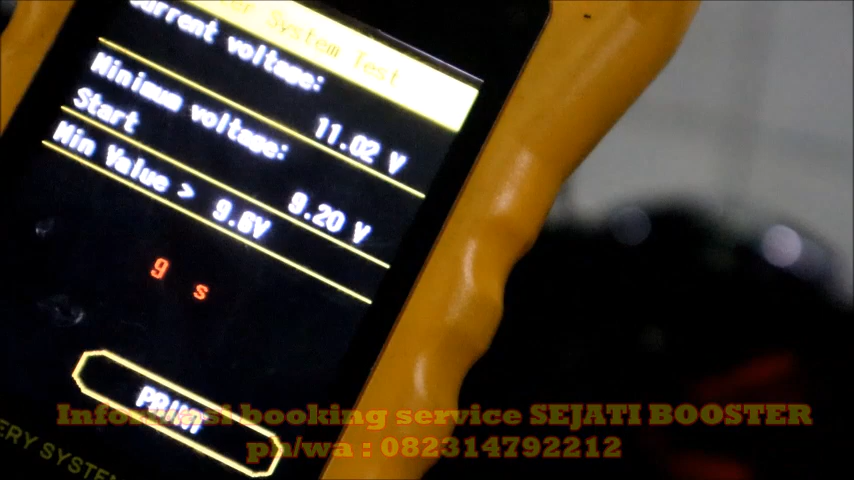 System Test
Current voltage:
11.02 V
Minimum voltage:
9.20 V
Start
Min Value > 9.6V
g s
PRINT
Informasi booking service SEJATI BOOSTER
ph/wa : 082314792212
SYSTEM